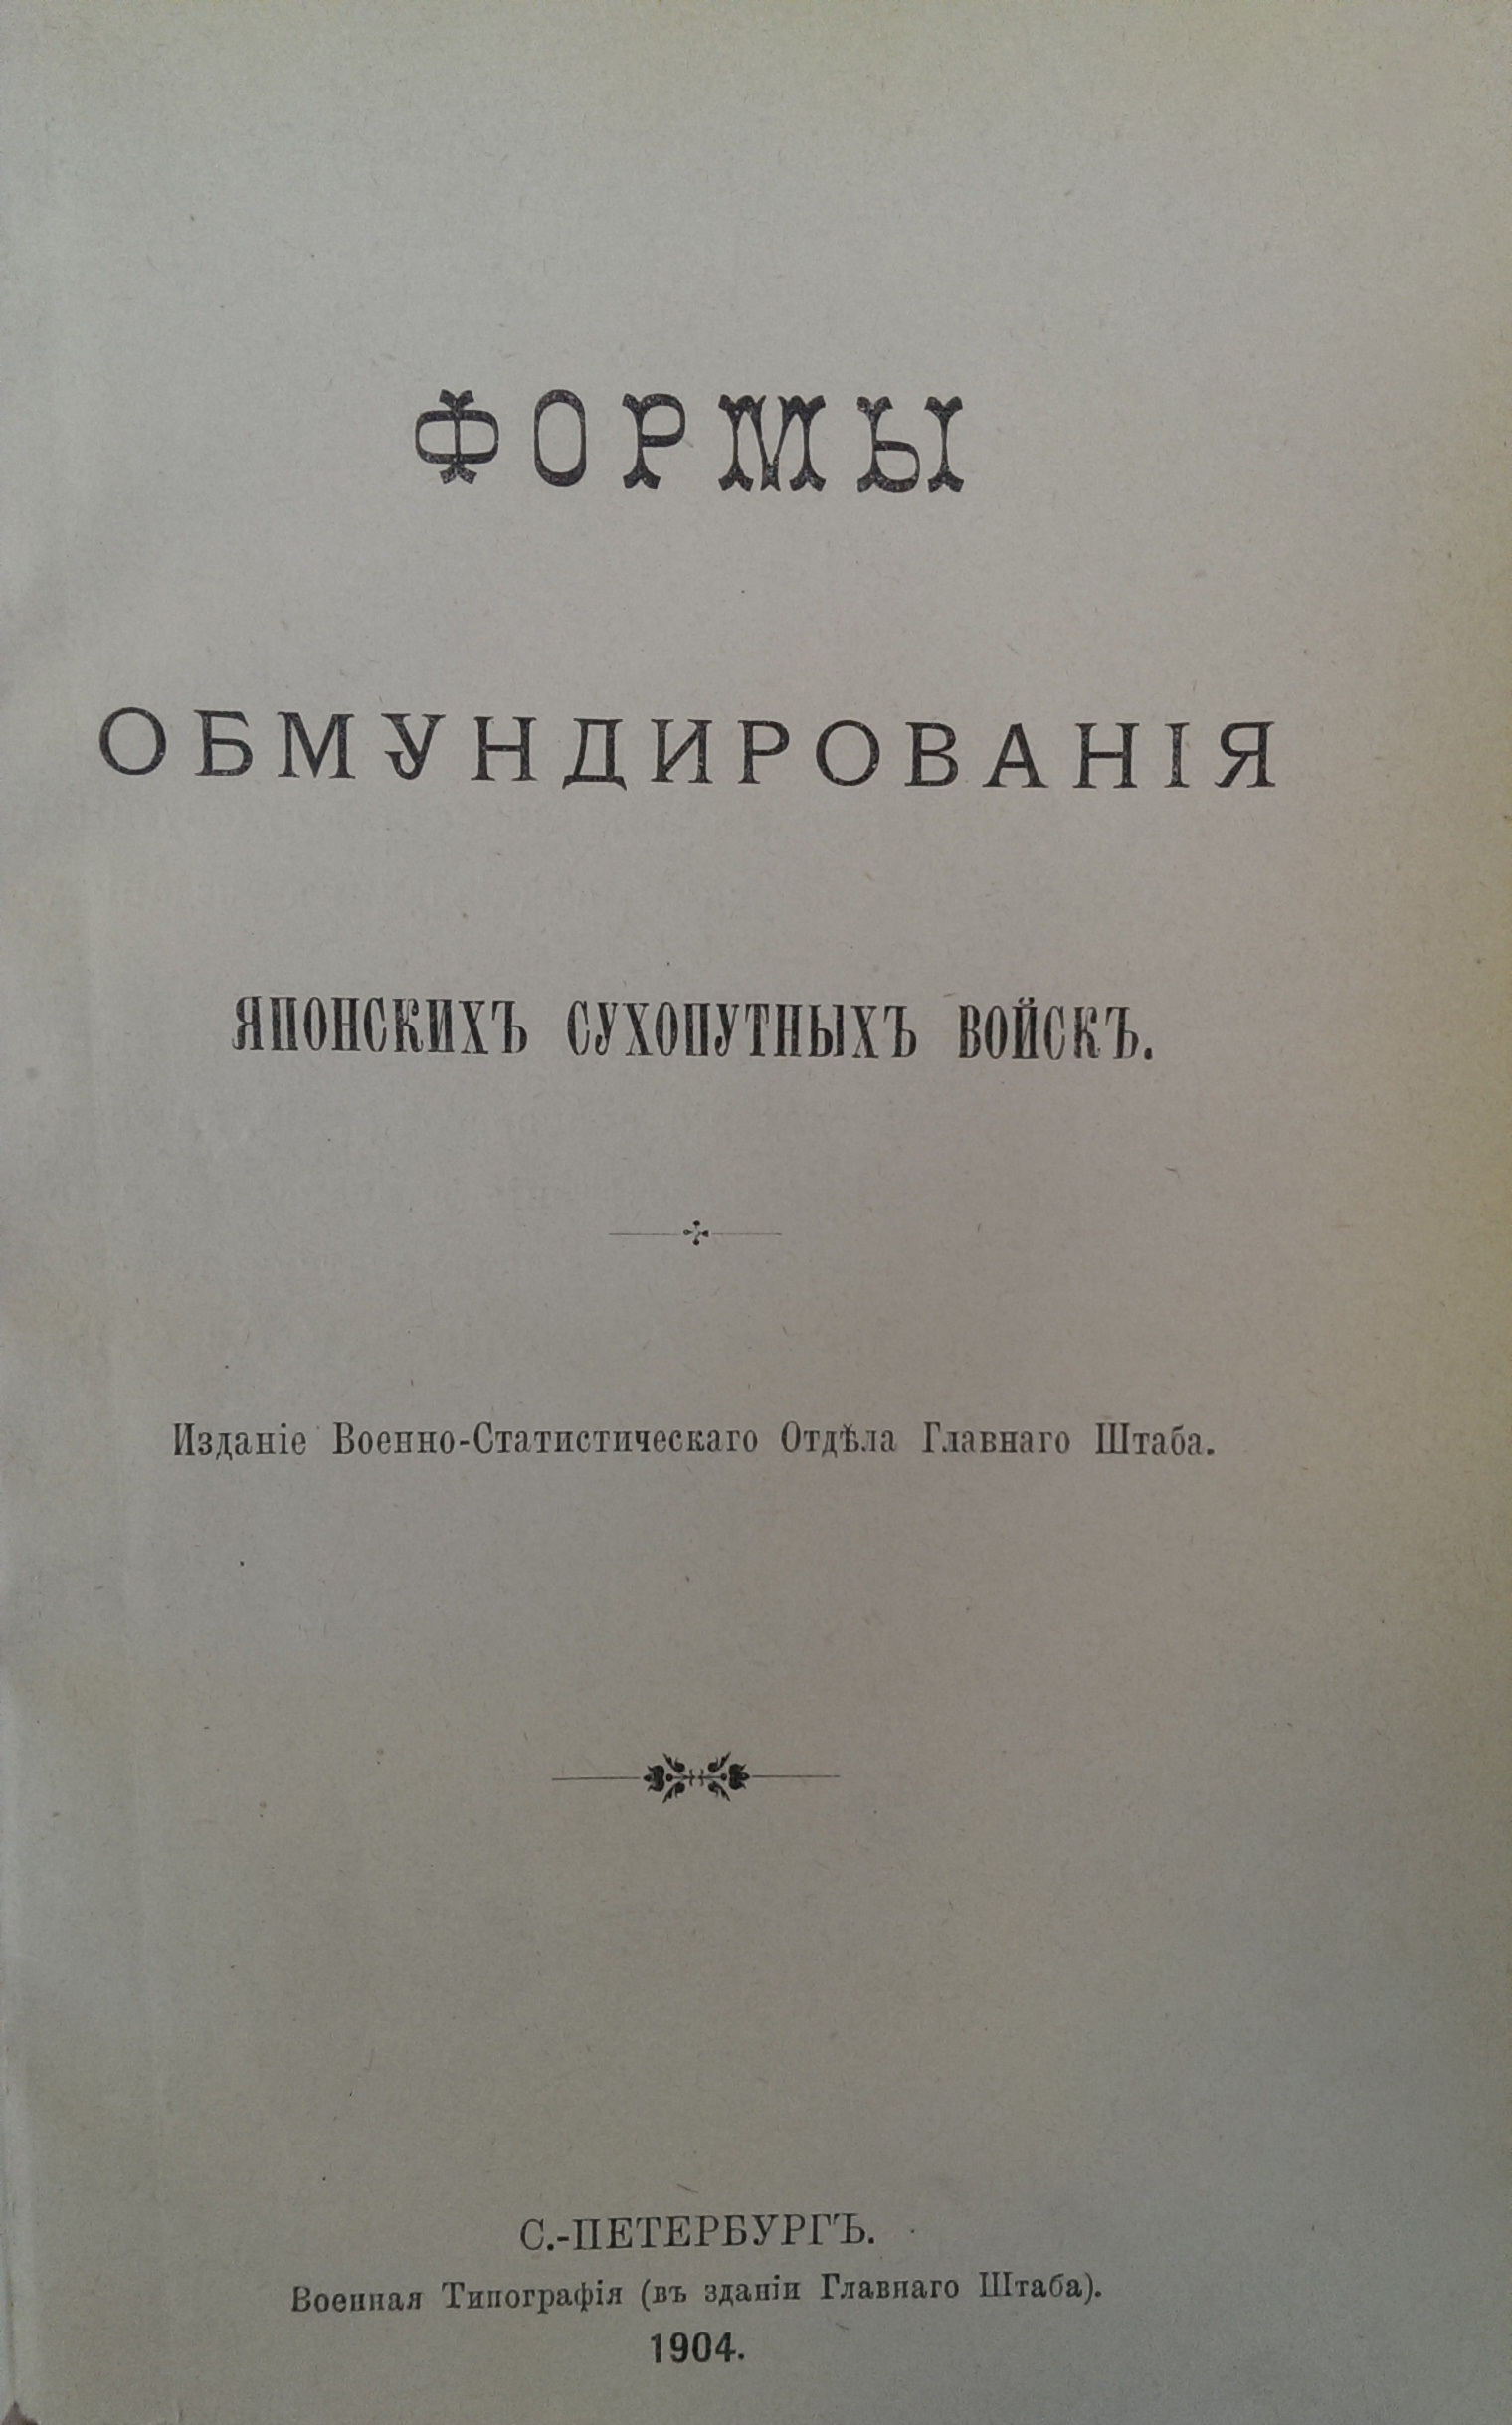 ФОРМЫ
ОБМУНДИРОВАНІЯ
ЯПОНСКИХЪ СУХОПУТНЫХЪ ВОЙСКЪ.
Изданіе Военно-Статистическаго Отдѣла Главнаго Штаба.
С.-ПЕТЕРБУРГЪ.
Военная Типографія (въ зданіи Главнаго Штаба).
1904.